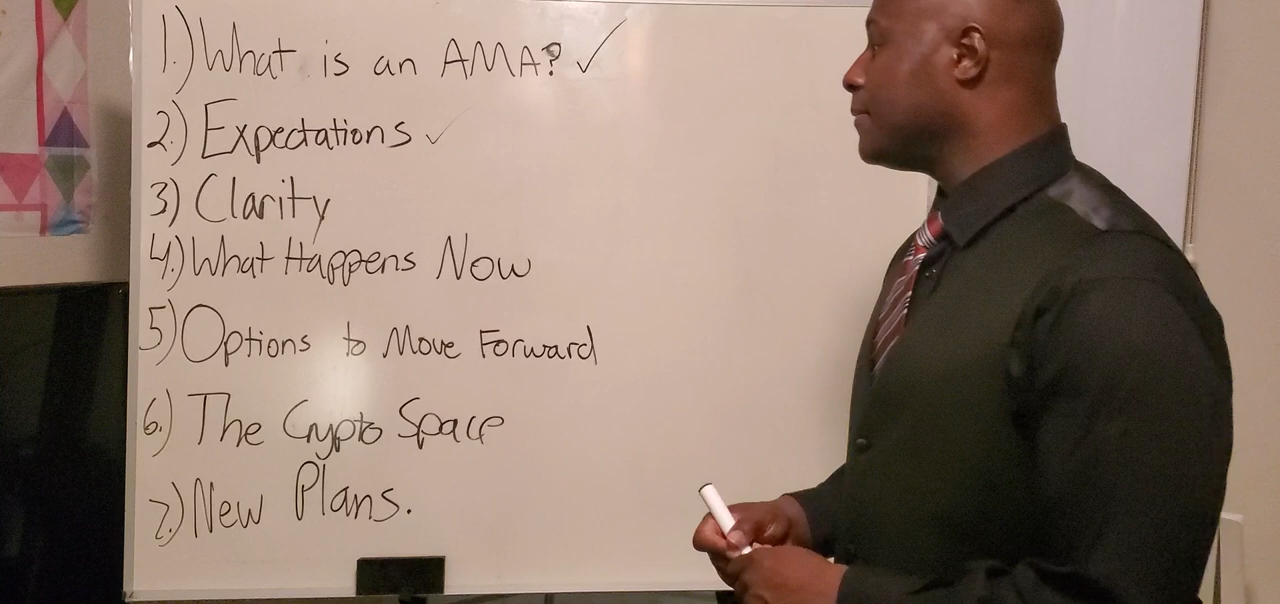 1.) What is an AMA? ✓
2.) Expectations ✓
3) Clarity
4.) What Happens Now
5) Options to Move Forward
6.) The Crypto Space
7.) New Plans.